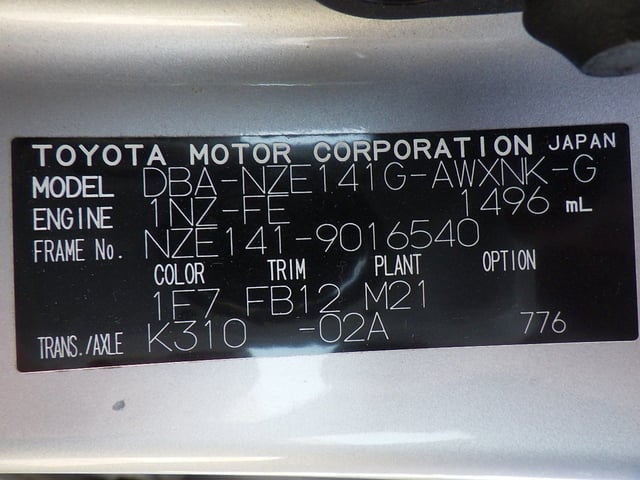 TOYOTA MOTOR CORPORATION JAPAN
MODEL DBA-NZE141G-AWXNK-G
ENGINE 1NZ-FE 1496 mL
FRAME No. NZE141-9016540
COLOR TRIM PLANT OPTION
1F7 FB12 M21
TRANS./AXLE K310 -02A 776